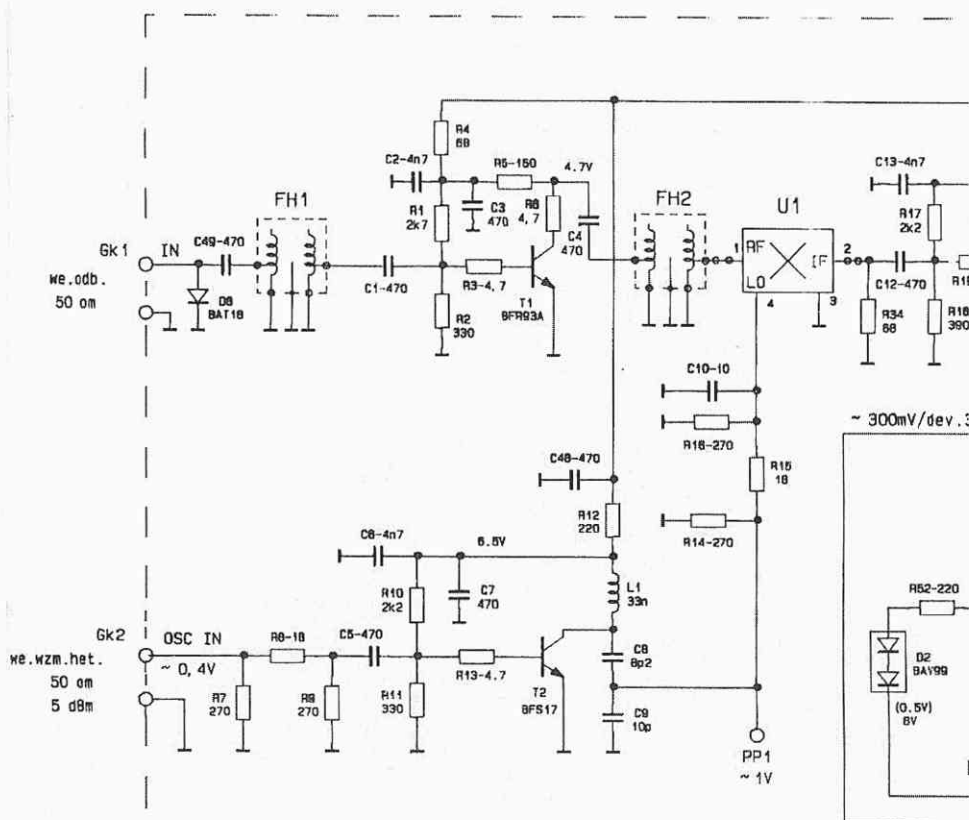 R4
68
C2-4n7
R5-150
4.7V
C3
470
R6
4,7
R1
2k7
C4
470
FH1
FH2
U1
C13-4n7
R17
2k2
Gk1
IN
C49-470
we.odb.
50 om
D8
BAT18
C1-470
R3-4,7
T1
BFR93A
R2
330
1
RF
LO
IF
2
4
3
C12-470
R34
68
R18
390
C10-10
R16-270
~ 300mV/dev.
R15
18
R14-270
C48-470
R12
220
C6-4n7
6.8V
R10
2k2
C7
470
L1
33n
Gk2
OSC IN
R8-18
C5-470
we.wzm.het.
~ 0,4V
50 om
5 dBm
R7
270
R9
270
R11
330
R13-4.7
T2
BFS17
C8
8p2
C9
10p
PP1
~ 1V
R52-220
D2
BAV99
(0.5V)
6V